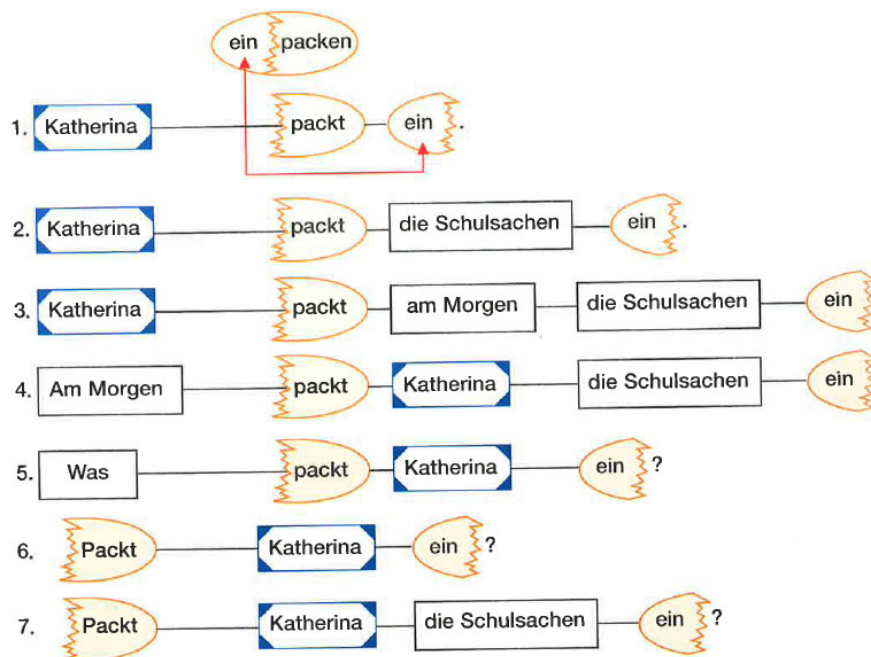 ein packen
1. Katherina packt ein.
2. Katherina packt die Schulsachen ein.
3. Katherina packt am Morgen die Schulsachen ein
4. Am Morgen packt Katherina die Schulsachen ein
5. Was packt Katherina ein ?
6. Packt Katherina ein ?
7. Packt Katherina die Schulsachen ein ?